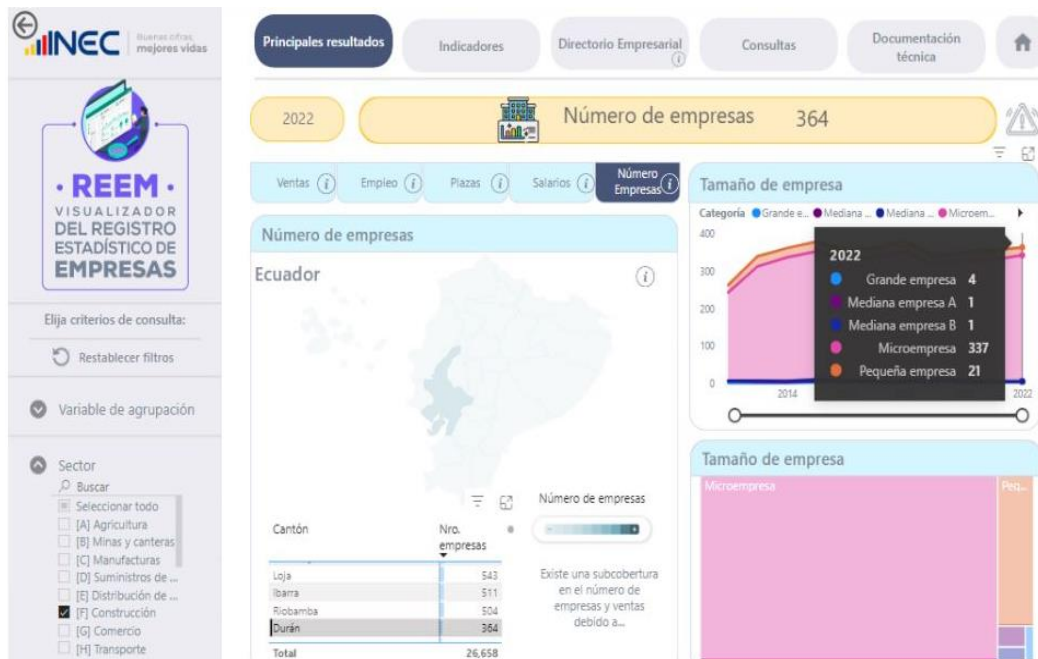 INEC
Buenas cifras,
mejores vidas
• REEM •
VISUALIZADOR
DEL REGISTRO
ESTADÍSTICO DE
EMPRESAS
Elija criterios de consulta:
Restablecer filtros
Variable de agrupación
Sector
Buscar
Seleccionar todo
[A] Agricultura
[B] Minas y canteras
[C] Manufacturas
[D] Suministros de ...
[E] Distribución de ...
[F] Construcción
[G] Comercio
[H] Transporte
Principales resultados
Indicadores
Directorio Empresarial
Consultas
Documentación
técnica
2022
Número de empresas 364
Ventas
Empleo
Plazas
Salarios
Número
Empresas
Número de empresas
Ecuador
Cantón
Nro.
empresas
Loja 543
Ibarra 511
Riobamba 504
Durán 364
Total 26,658
Número de empresas
Existe una subcobertura
en el número de
empresas y ventas
debido a...
Tamaño de empresa
Categoría Grande e... Mediana ... Mediana ... Microem...
400
300
200
100
0
2014
2022
2022
Grande empresa 4
Mediana empresa A 1
Mediana empresa B 1
Microempresa 337
Pequeña empresa 21
Tamaño de empresa
Microempresa
Peq...